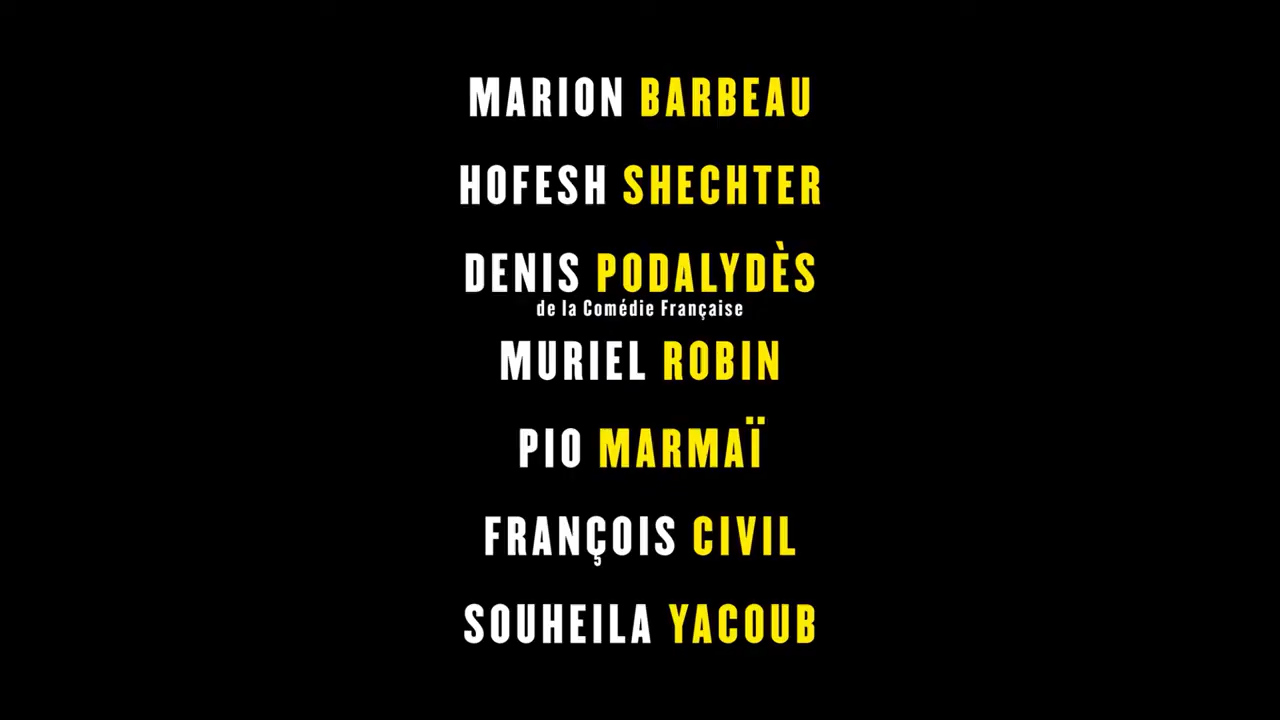 MARION BARBEAU
HOFESH SHECHTER
DENIS PODALYDÈS
de la Comédie Française
MURIEL ROBIN
PIO MARMAÏ
FRANÇOIS CIVIL
SOUHEILA YACOUB